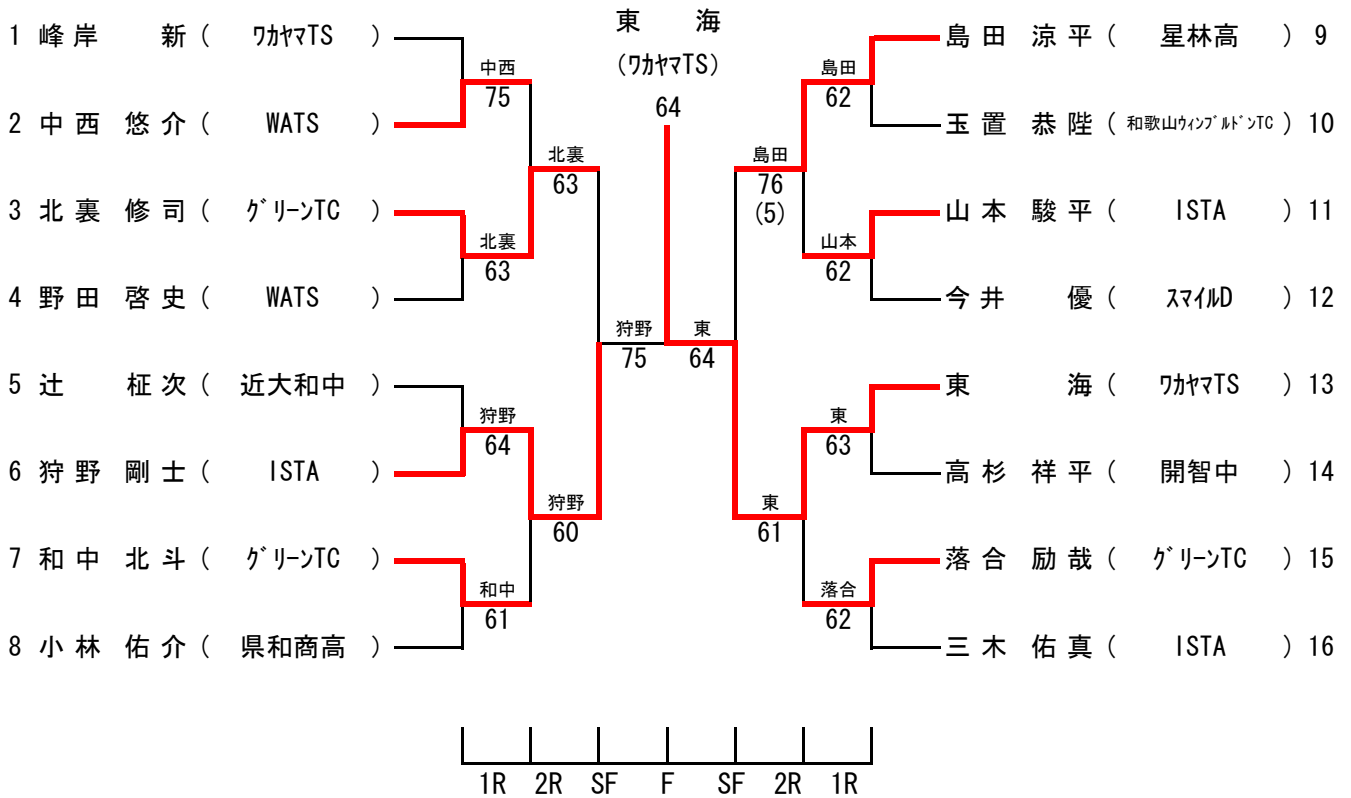 東 海
(ワカヤマTS)
64
1 峰岸 新 ( ワカヤマTS )
2 中西 悠介 ( WATS )
3 北裏 修司 ( グリーンTC )
4 野田 啓史 ( WATS )
5 辻 柾次 ( 近大和中 )
6 狩野 剛士 ( ISTA )
7 和中 北斗 ( グリーンTC )
8 小林 佑介 ( 県和商高 )
中西
75
北裏
63
北裏
63
狩野
64
狩野
60
和中
61
狩野
75
東
64
島田
76
(5)
東
61
島田
62
山本
62
東
63
落合
62
島田 涼平 ( 星林高 ) 9
玉置 恭陛 ( 和歌山ウィンブルドンTC ) 10
山本 駿平 ( ISTA ) 11
今井 優 ( スマイルD ) 12
東 海 ( ワカヤマTS ) 13
高杉 祥平 ( 開智中 ) 14
落合 励哉 ( グリーンTC ) 15
三木 佑真 ( ISTA ) 16
1R 2R SF F SF 2R 1R